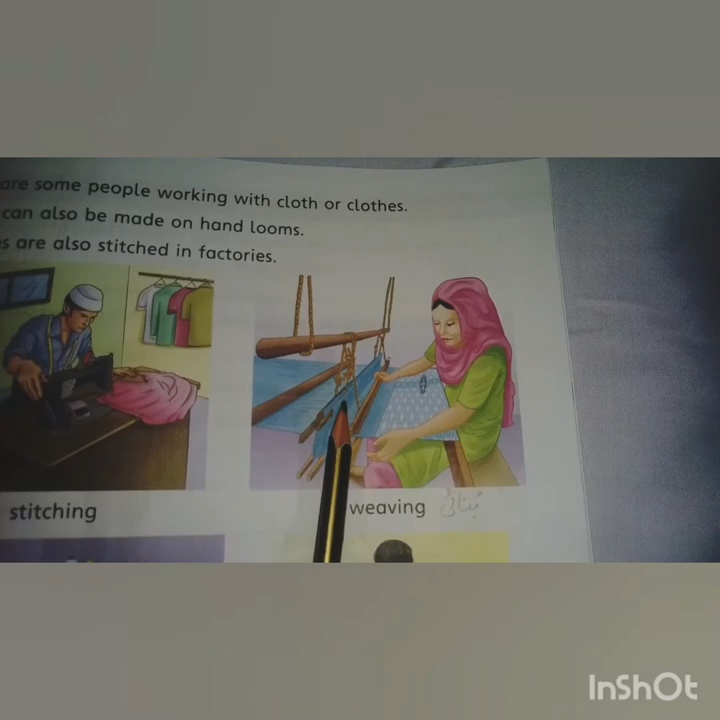 are some people working with cloth or clothes.
can also be made on hand looms.
are also stitched in factories.
stitching
weaving بُنائی
InShOt